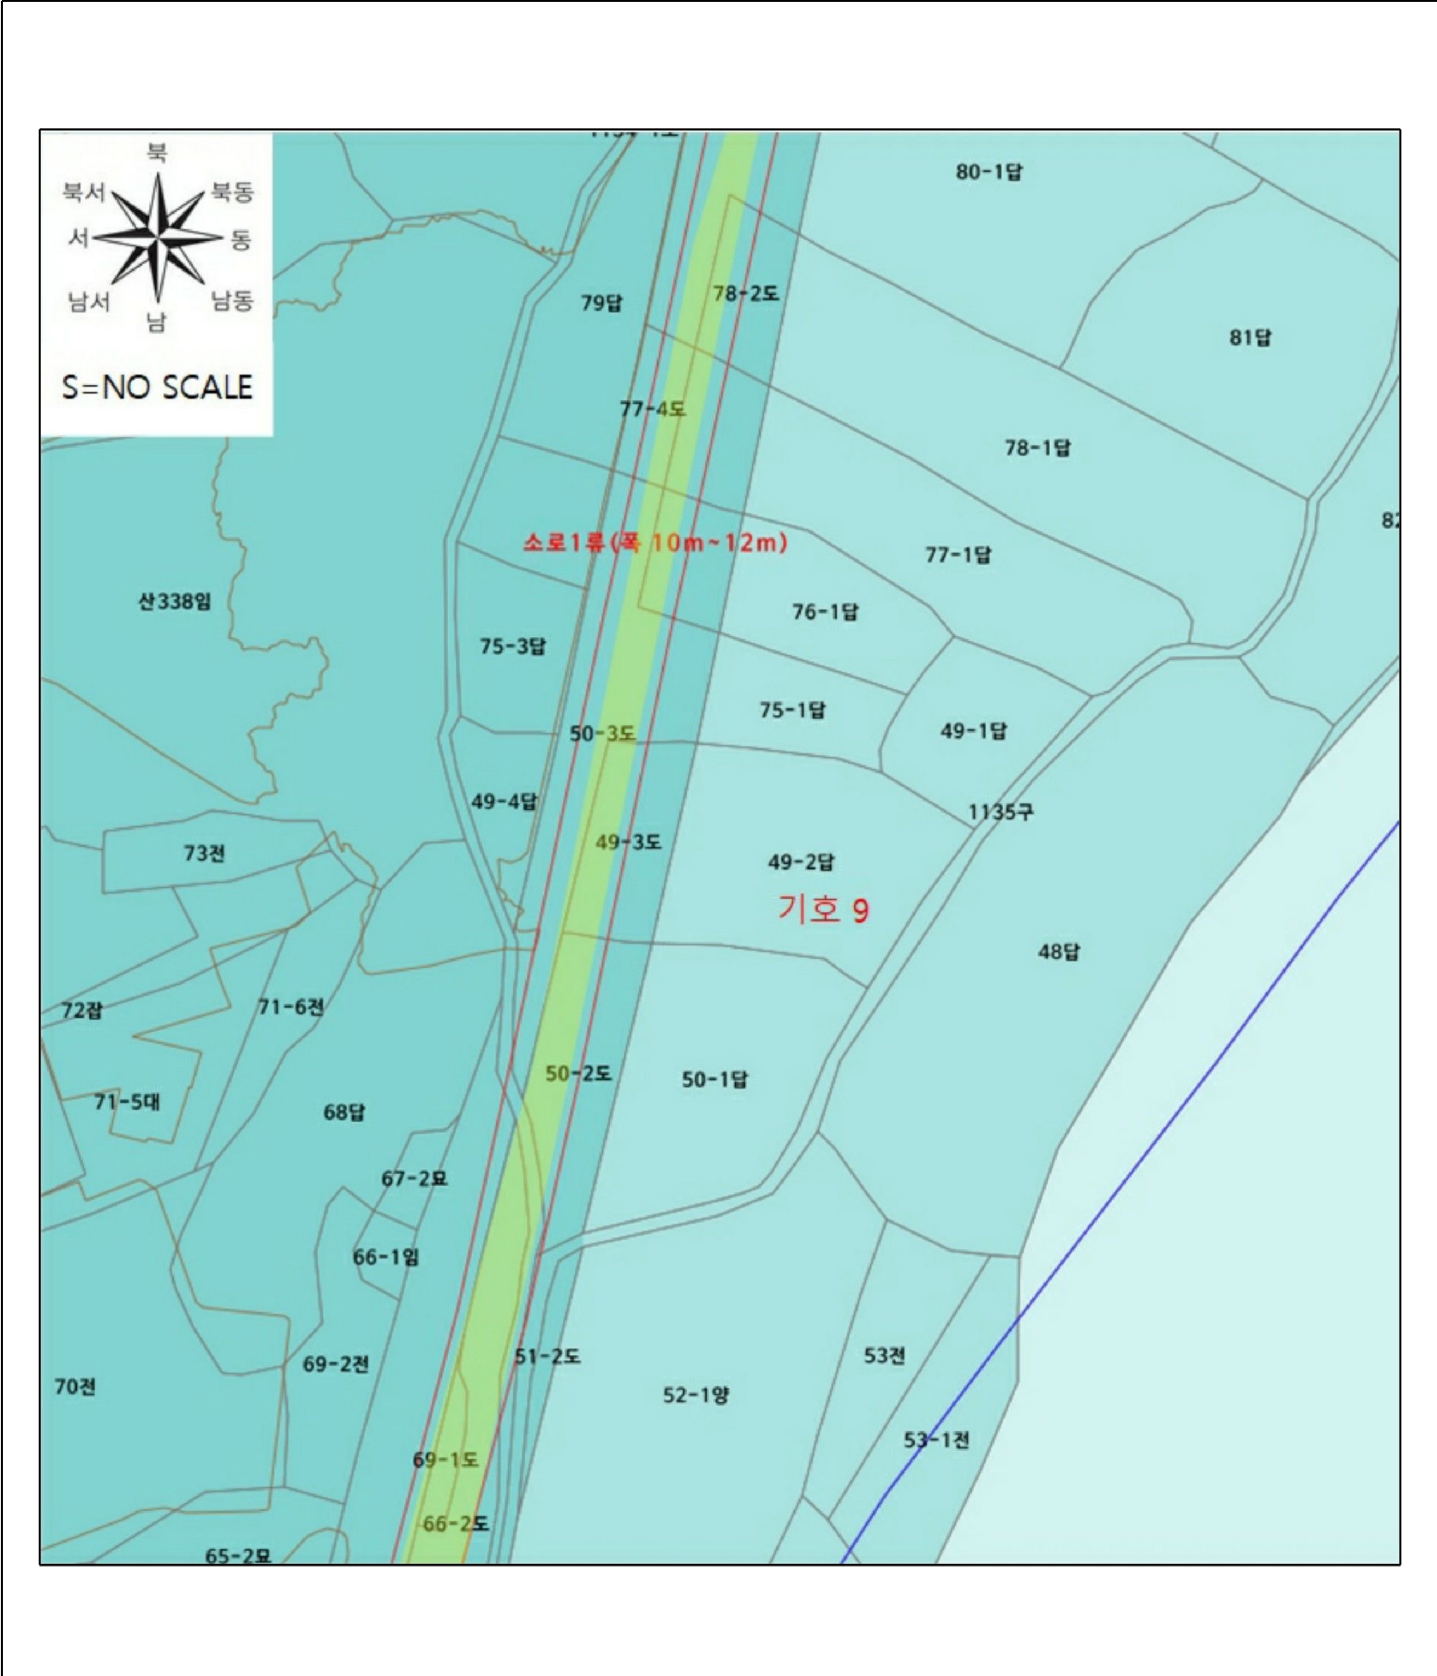 북
북서
북동
서
동
남서
남동
남
S=NO SCALE
80-1답
78-2도
79답
81답
77-4도
78-1답
82
소로1류(폭 10m~12m)
77-1답
산338임
76-1답
75-3답
75-1답
50-3도
49-1답
49-4답
1135구
49-3도
73전
49-2답
기호 9
48답
72잡
71-6전
50-2도
50-1답
71-5대
68답
67-2묘
66-1임
51-2도
53전
69-2전
70전
52-1양
53-1전
69-1도
66-2도
65-2묘